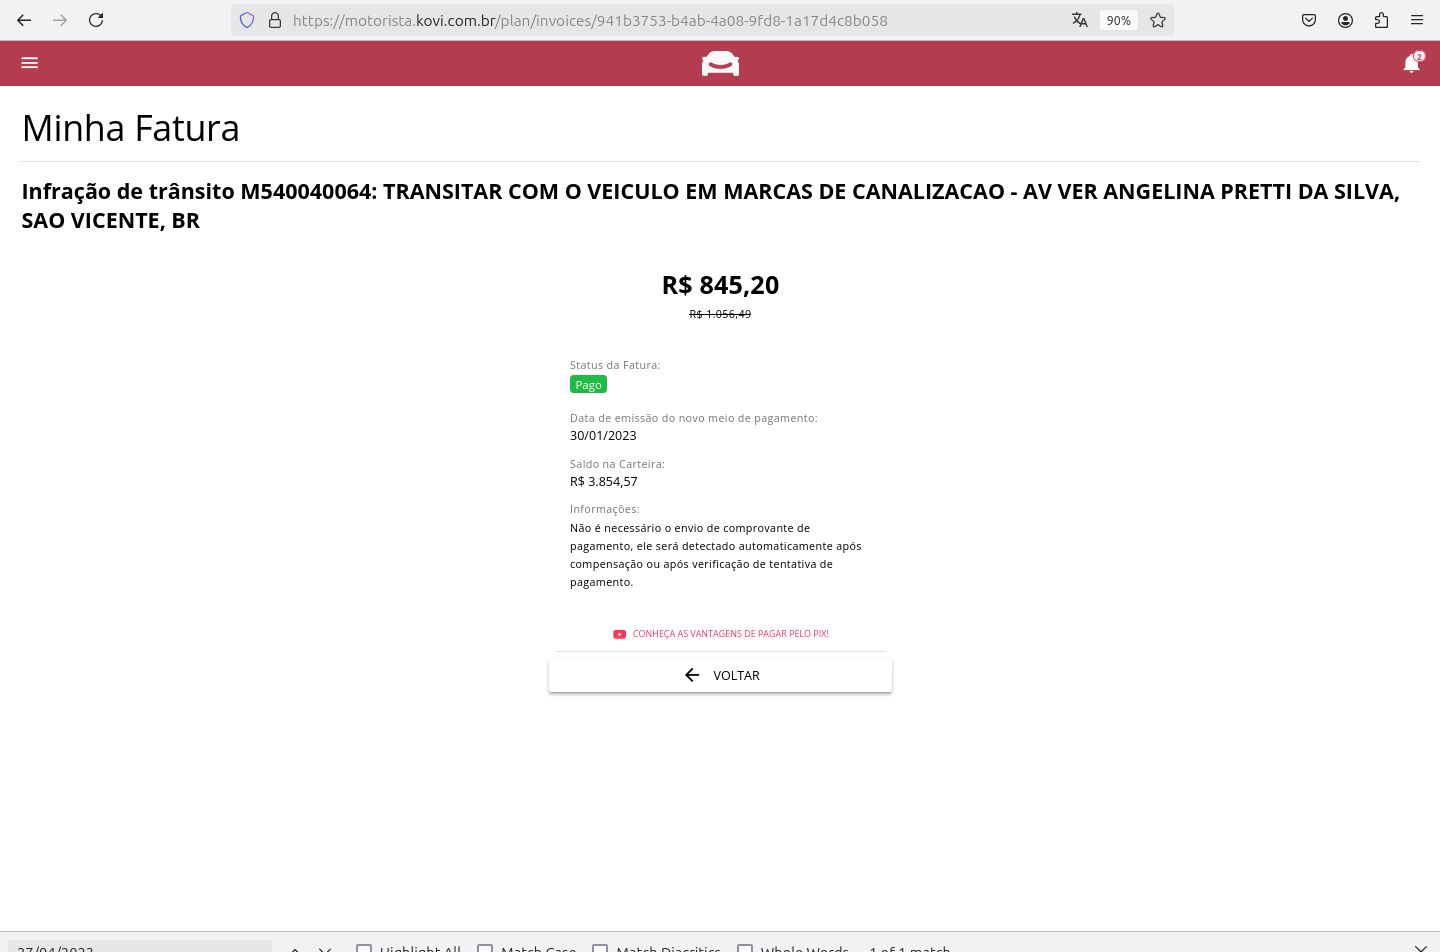 https://motorista.kovi.com.br/plan/invoices/941b3753-b4ab-4a08-9fd8-1a17d4c8b058
90%
2
Minha Fatura
Infração de trânsito M540040064: TRANSITAR COM O VEICULO EM MARCAS DE CANALIZACAO - AV VER ANGELINA PRETTI DA SILVA,
SAO VICENTE, BR
R$ 845,20
R$ 1.056,49
Status da Fatura:
Pago
Data de emissão do novo meio de pagamento:
30/01/2023
Saldo na Carteira:
R$ 3.854,57
Informações:
Não é necessário o envio de comprovante de
pagamento, ele será detectado automaticamente após
compensação ou após verificação de tentativa de
pagamento.
CONHEÇA AS VANTAGENS DE PAGAR PELO PIX!
VOLTAR
27/04/2023 Highlight All Match Case Match Diacritics Whole Words 1 of 1 match